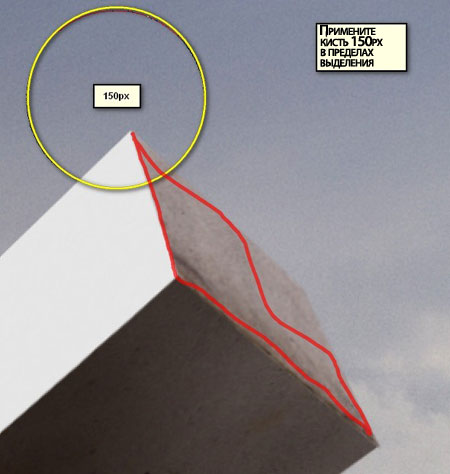 Примените
кисть 150px
в пределах
выделения
150px